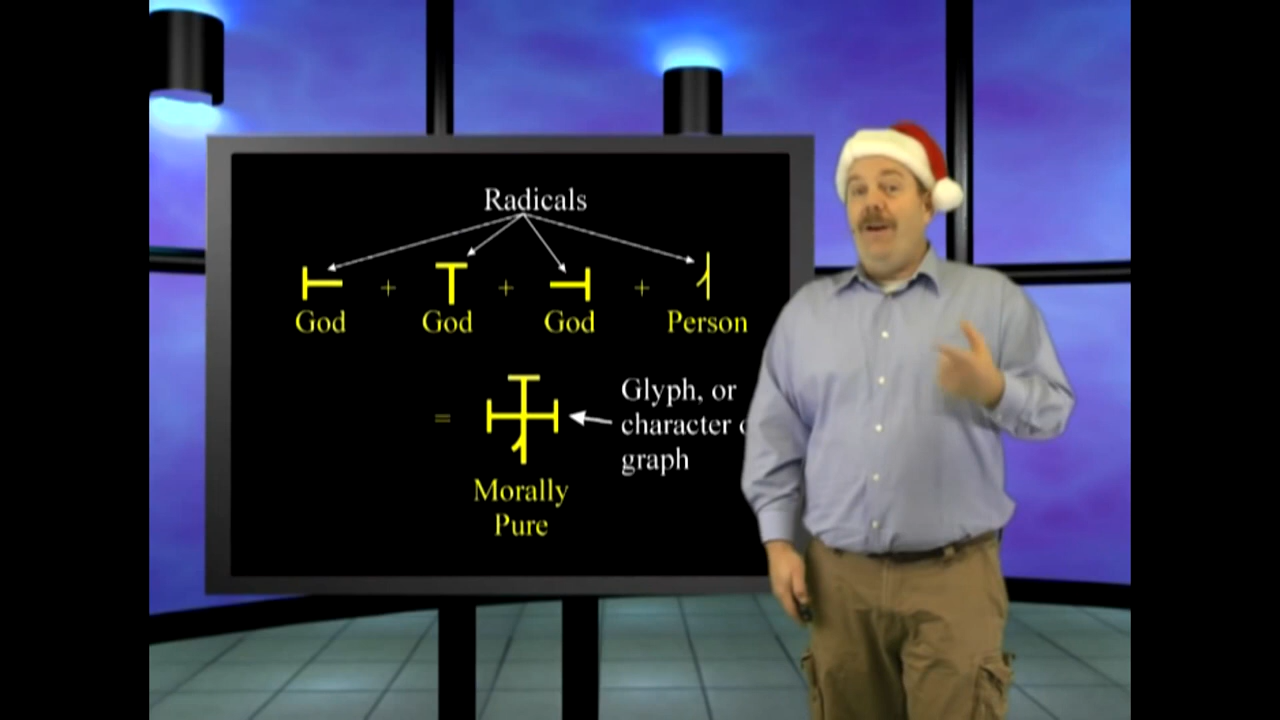 Radicals
+ + +
God God God Person
Glyph, or
= character
graph
Morally
Pure